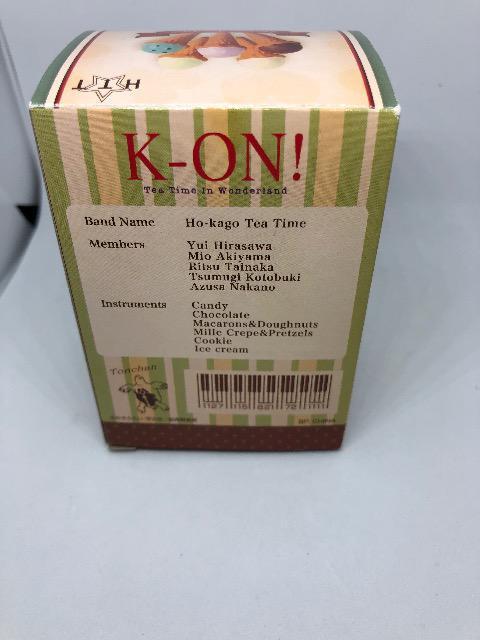 HTT
K-ON!
Tea Time In Wonderland
Band Name Ho-kago Tea Time
Members Yui Hirasawa
Mio Akiyama
Ritsu Tainaka
Tsumugi Kotobuki
Azusa Nakano
Instruments Candy
Chocolate
Macarons&Doughnuts
Mille Crepe&Pretzels
Cookie
Ice cream
Tonchan